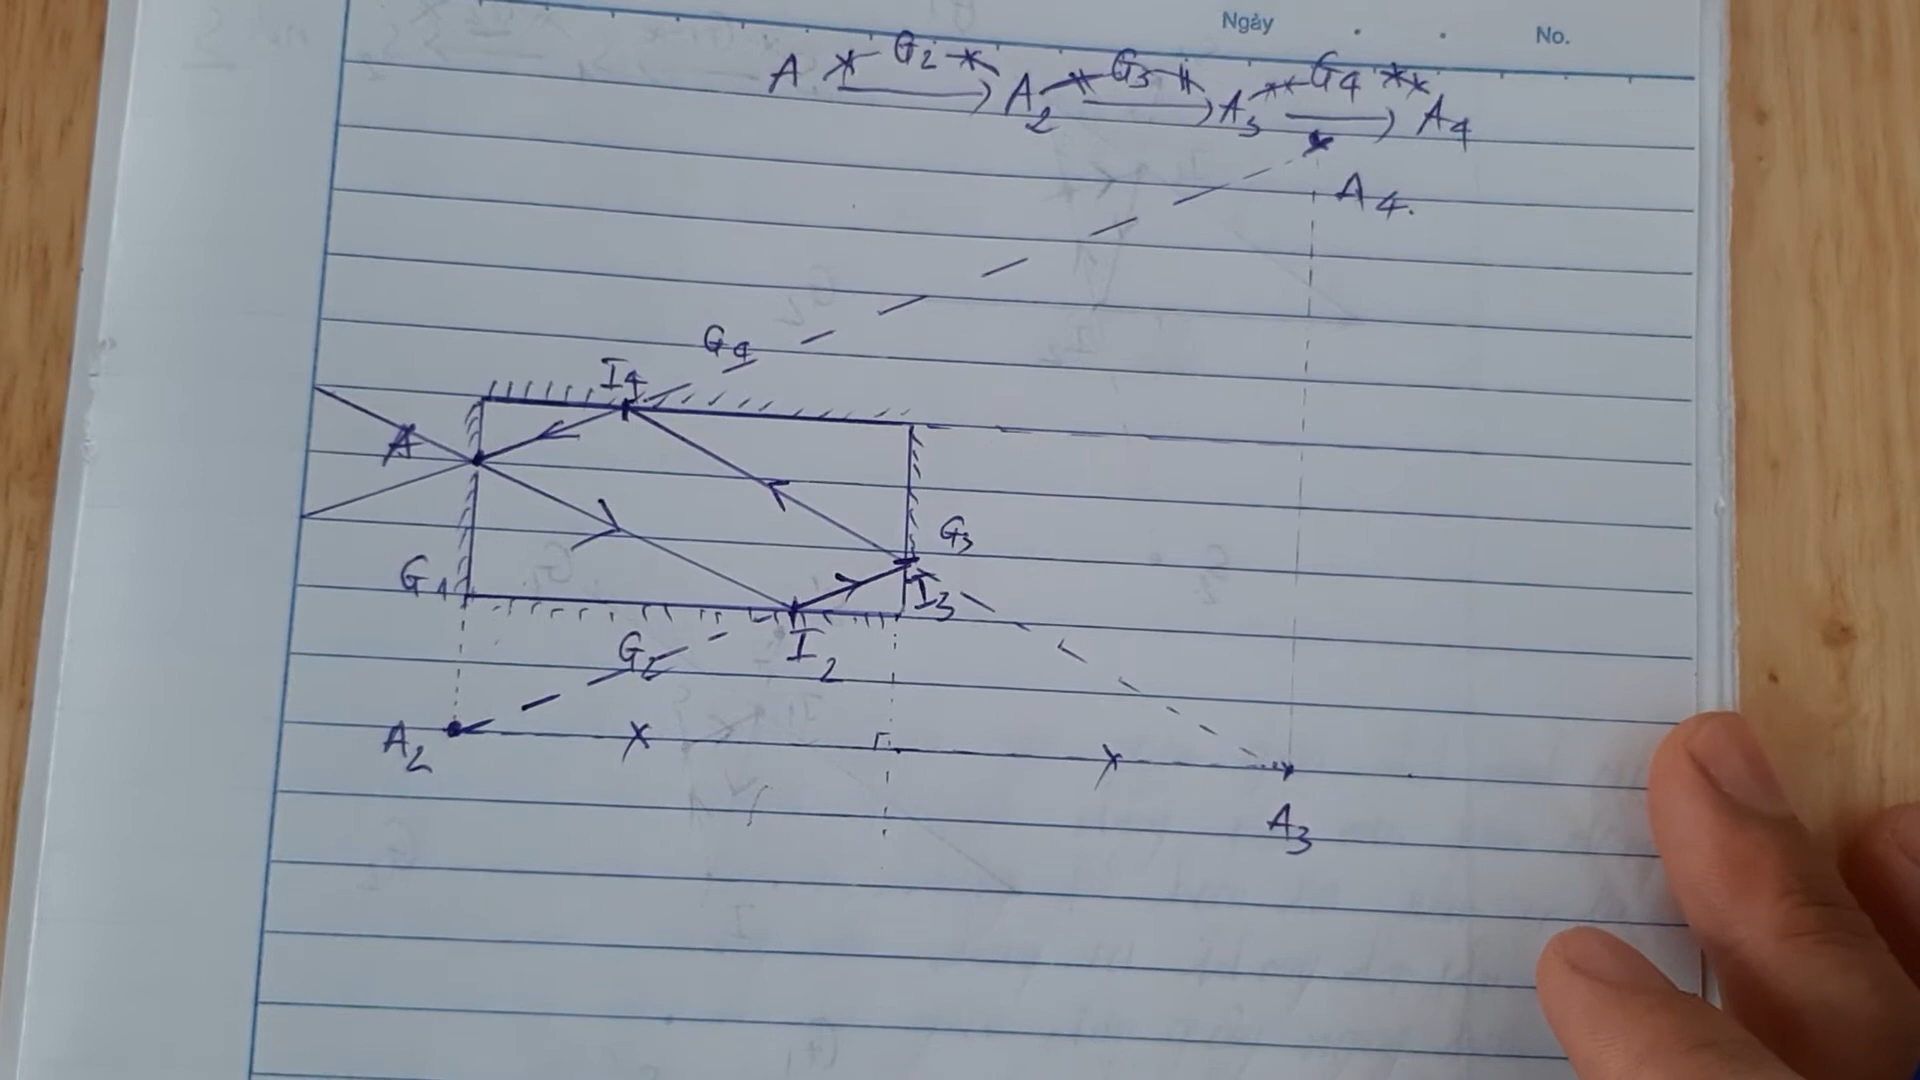 Ngày No.
A G2 A2 G3 A3 G4 A4
A4.
G4
I4
A
G3
G1
I3
G2
I2
A2
A3